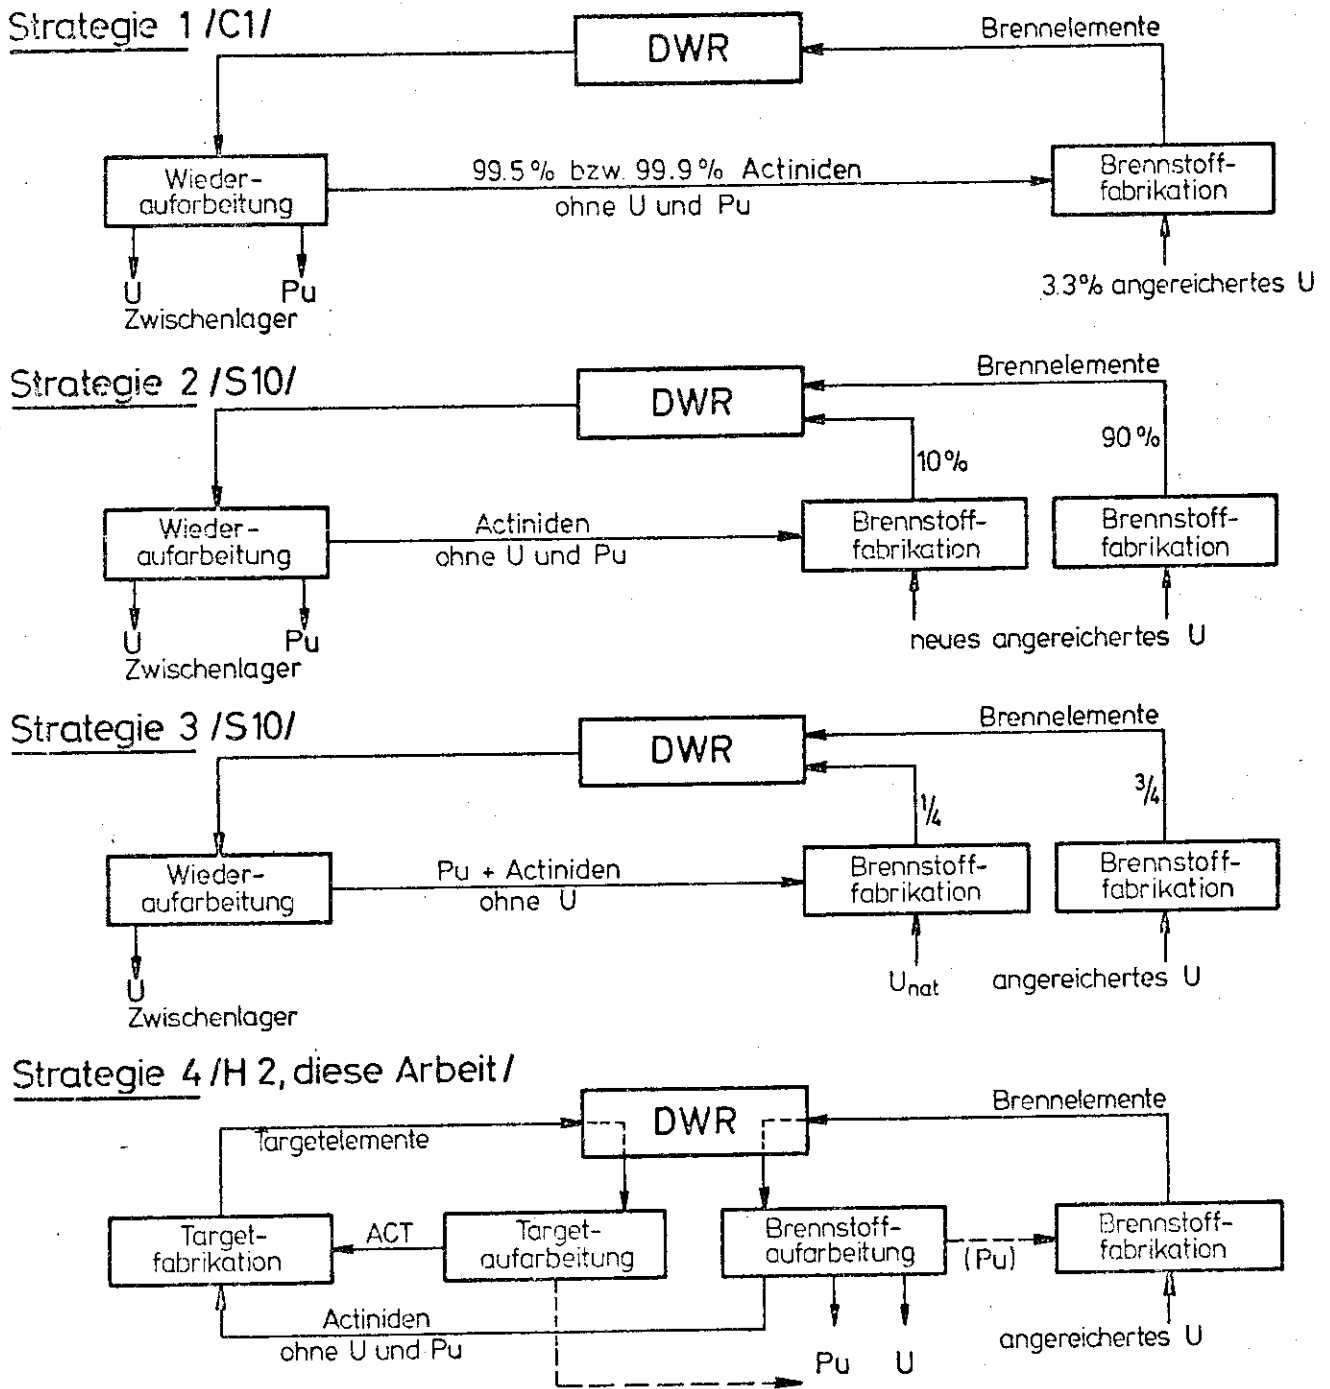 Strategie 1 /C1/
DWR
Brennelemente
Wieder-
aufarbeitung
99.5% bzw. 99.9% Actiniden
ohne U und Pu
Brennstoff-
fabrikation
U
Pu
Zwischenlager
3.3% angereichertes U
Strategie 2 /S10/
DWR
Brennelemente
10%
90%
Wieder-
aufarbeitung
Actiniden
ohne U und Pu
Brennstoff-
fabrikation
Brennstoff-
fabrikation
U
Pu
Zwischenlager
neues angereichertes U
Strategie 3 /S10/
DWR
Brennelemente
1/4
3/4
Wieder-
aufarbeitung
Pu + Actiniden
ohne U
Brennstoff-
fabrikation
Brennstoff-
fabrikation
U
Zwischenlager
Unat
angereichertes U
Strategie 4 /H 2, diese Arbeit/
DWR
Brennelemente
Targetelemente
Target-
fabrikation
ACT
Target-
aufarbeitung
Brennstoff-
aufarbeitung
(Pu)
Brennstoff-
fabrikation
Actiniden
ohne U und Pu
Pu
U
angereichertes U